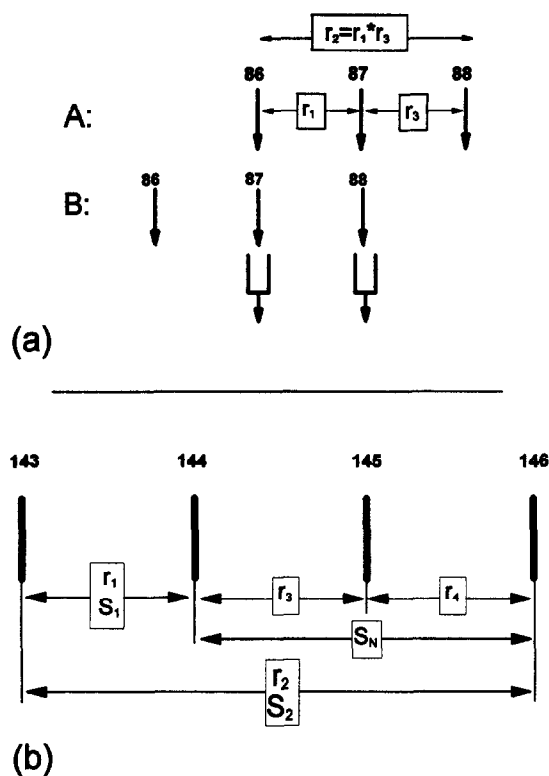 r₂=r₁*r₃
86 87 88
A: r₁ r₃
86 87 88
B:
(a)
143 144 145 146
r₁ r₃ r₄
S₁
S_N
r₂
S₂
(b)